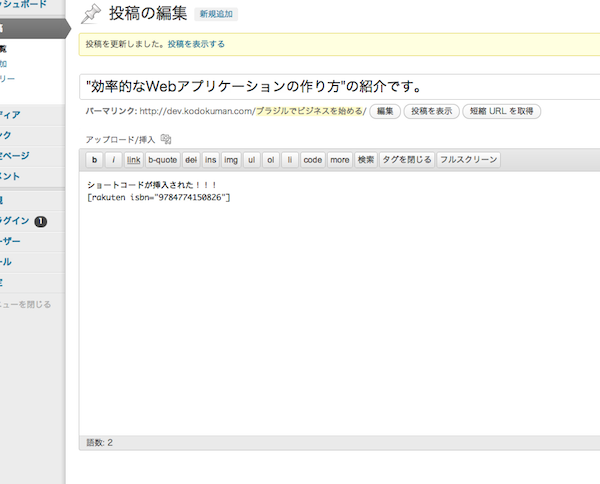 シュボード
投稿の編集 新規追加
投稿を更新しました。投稿を表示する
覧
加
リー
"効率的なWebアプリケーションの作り方"の紹介です。
パーマリンク: http://dev.kodokuman.com/ブラジルでビジネスを始める/ 編集 投稿を表示 短縮 URL を取得
ディア
ンク
ページ
メント
アップロード/挿入
b i link b-quote del ins img ul ol li code more 検索 タグを閉じる フルスクリーン
ショートコードが挿入された！！！
[rakuten isbn="9784774150826"]
ラグイン 1
ーザー
ール
ニューを閉じる
語数: 2